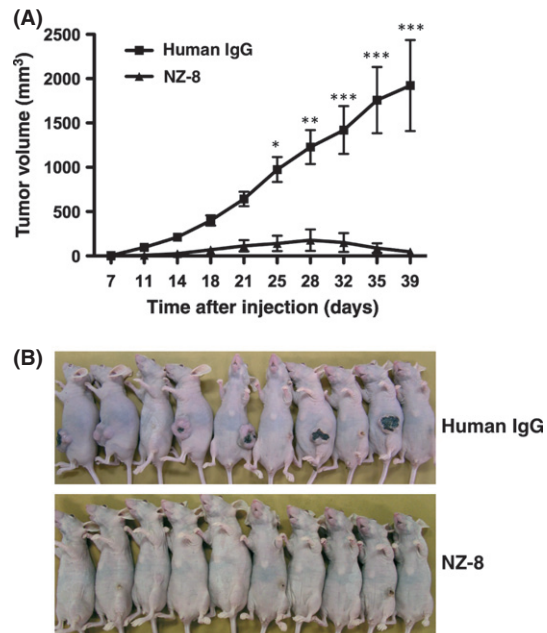 (A)
Human IgG
NZ-8
Tumor volume (mm³)
2500
2000
1500
1000
500
0
* ** *** *** ***
7 11 14 18 21 25 28 32 35 39
Time after injection (days)
(B)
Human IgG
NZ-8